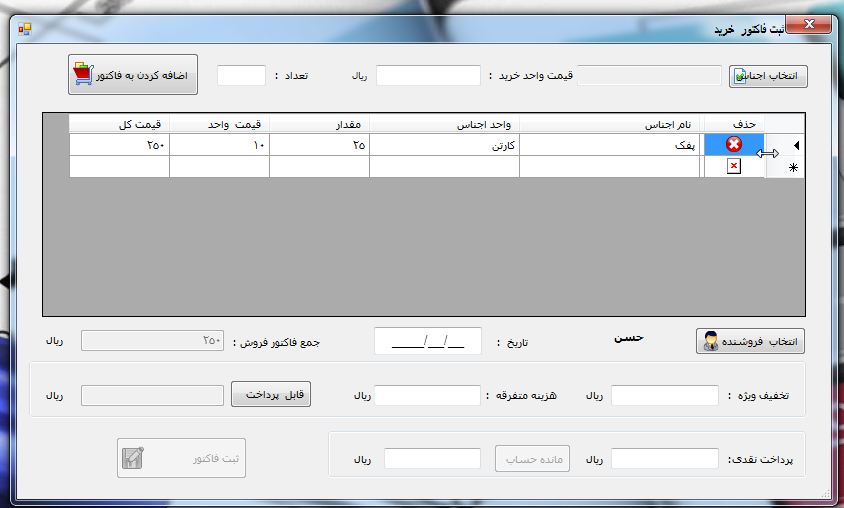 ثبت فاکتور خرید
انتخاب اجناس قیمت واحد خرید : ریال تعداد : اضافه کردن به فاکتور
حذف نام اجناس واحد اجناس مقدار قیمت واحد قیمت کل
پفک کارتن ۲۵ ۱۰ ۲۵۰
انتخاب فروشنده حسن تاریخ : __/__/____ جمع فاکتور فروش : ۲۵۰ ریال
تخفیف ویژه : ریال هزینه متفرقه : ریال قابل پرداخت ریال
پرداخت نقدی: ریال مانده حساب ریال ثبت فاکتور